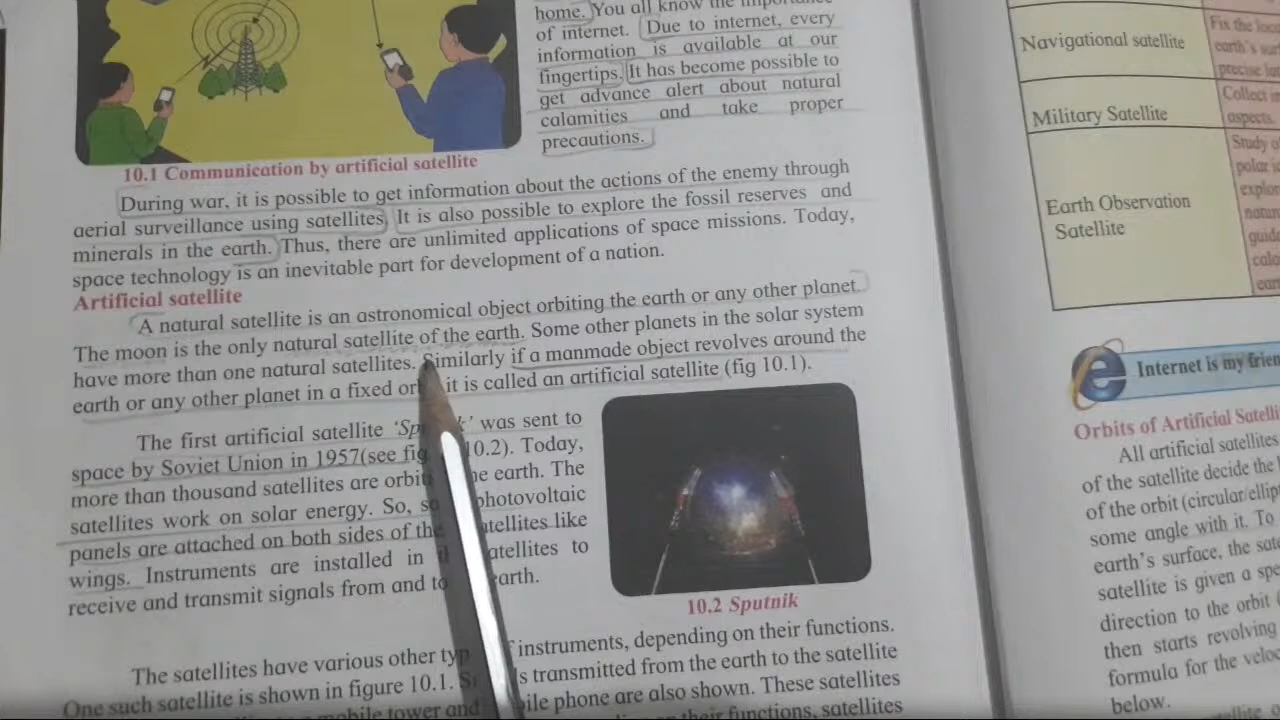 home. You all know the importance
of internet. Due to internet, every
information is available at our
fingertips. It has become possible to
get advance alert about natural
calamities and take proper
precautions.
10.1 Communication by artificial satellite
During war, it is possible to get information about the actions of the enemy through
aerial surveillance using satellites. It is also possible to explore the fossil reserves and
minerals in the earth. Thus, there are unlimited applications of space missions. Today,
space technology is an inevitable part for development of a nation.
Artificial satellite
A natural satellite is an astronomical object orbiting the earth or any other planet.
The moon is the only natural satellite of the earth. Some other planets in the solar system
have more than one natural satellites. Similarly if a manmade object revolves around the
earth or any other planet in a fixed it is called an artificial satellite (fig 10.1).
The first artificial satellite was sent to
space by Soviet Union in 1957(see fig 10.2). Today,
more than thousand satellites are earth. The
satellites work on solar energy. So, photovoltaic
panels are attached on both sides of like
wings. Instruments are installed in to
receive and transmit signals from and to
10.2 Sputnik
The satellites have various other instruments, depending on their functions.
One such satellite is shown in figure 10.1. transmitted from the earth to the satellite
mobile tower and phone are also shown. These satellites
their functions, satellites
Navigational satellite
Fix the
earth's
precise
Military Satellite
Collect
aspects.
Earth Observation
Satellite
Study
polar
Internet is my
Orbits of Artificial
All artificial satellites
of the satellite decide the
of the orbit
some angle with it. To
earth's surface, the
satellite is given a
direction to the orbit
then starts revolving
formula for the
below.